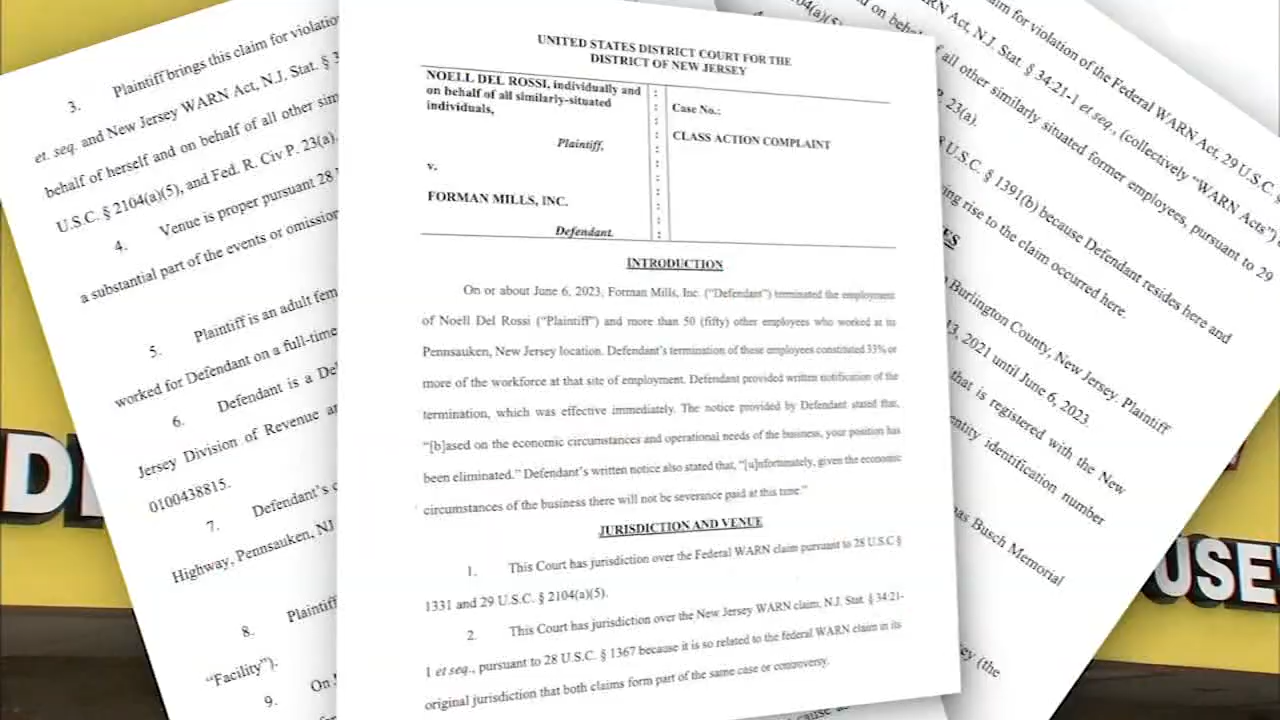 UNITED STATES DISTRICT COURT FOR THE
DISTRICT OF NEW JERSEY
NOELL DEL ROSSI, individually and
on behalf of all similarly-situated
individuals,
Plaintiff,
v.
FORMAN MILLS, INC.
Defendant.
Case No.:
CLASS ACTION COMPLAINT
INTRODUCTION
On or about June 6, 2023, Forman Mills, Inc. (“Defendant”) terminated the employment
of Noell Del Rossi (“Plaintiff”) and more than 50 (fifty) other employees who worked at its
Pennsauken, New Jersey location. Defendant’s termination of these employees constituted 33% or
more of the workforce at that site of employment. Defendant provided written notification of the
termination, which was effective immediately. The notice provided by Defendant stated that,
“[b]ased on the economic circumstances and operational needs of the business, your position has
been eliminated.” Defendant’s written notice also stated that, “[u]nfortunately, given the economic
circumstances of the business there will not be severance paid at this time.”
JURISDICTION AND VENUE
1. This Court has jurisdiction over the Federal WARN claim pursuant to 28 U.S.C §
1331 and 29 U.S.C. § 2104(a)(5).
2. This Court has jurisdiction over the New Jersey WARN claim, N.J. Stat. § 34:21-
1 et seq., pursuant to 28 U.S.C. § 1367 because it is so related to the federal WARN claim in its
original jurisdiction that both claims form part of the same case or controversy.
3. Plaintiff brings this claim for violatio
et. seq. and New Jersey WARN Act, N.J. Stat. § 3
behalf of herself and on behalf of all other sim
U.S.C. § 2104(a)(5), and Fed. R. Civ P. 23(a).
4. Venue is proper pursuant 28
a substantial part of the events or omission
5. Plaintiff is an adult fem
worked for Defendant on a full-time
6. Defendant is a De
Jersey Division of Revenue an
0100438815.
7. Defendant’s c
Highway, Pennsauken, NJ
8. Plaintiff
“Facility”).
9. On
im for violation of the Federal WARN Act, 29 U.S.C. §
WARN Act, N.J. Stat. § 34:21-1 et seq., (collectively “WARN Acts”)
all other similarly situated former employees, pursuant to 29
23(a).
U.S.C. § 1391(b) because Defendant resides here and
ing rise to the claim occurred here.
ES
Burlington County, New Jersey. Plaintiff
13, 2021 until June 6, 2023.
that is registered with the New
entity identification number
as Busch Memorial
ey (the
2104(a)(5)
DE
USE